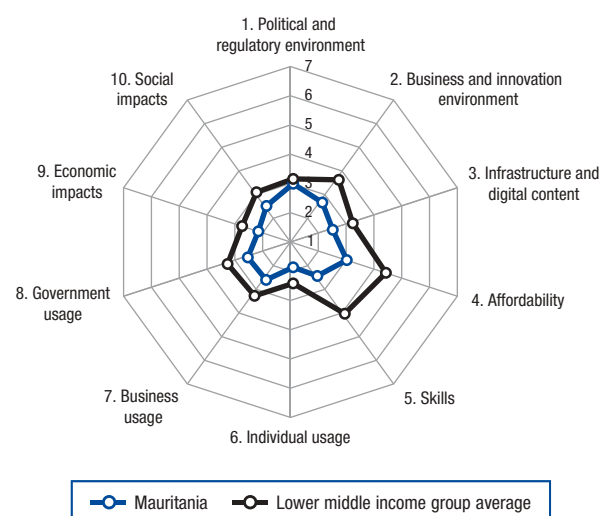 1. Political and
regulatory environment
2. Business and innovation
environment
3. Infrastructure and
digital content
4. Affordability
5. Skills
6. Individual usage
7. Business
usage
8. Government
usage
9. Economic
impacts
10. Social
impacts
7
6
5
4
3
2
1
Mauritania
Lower middle income group average